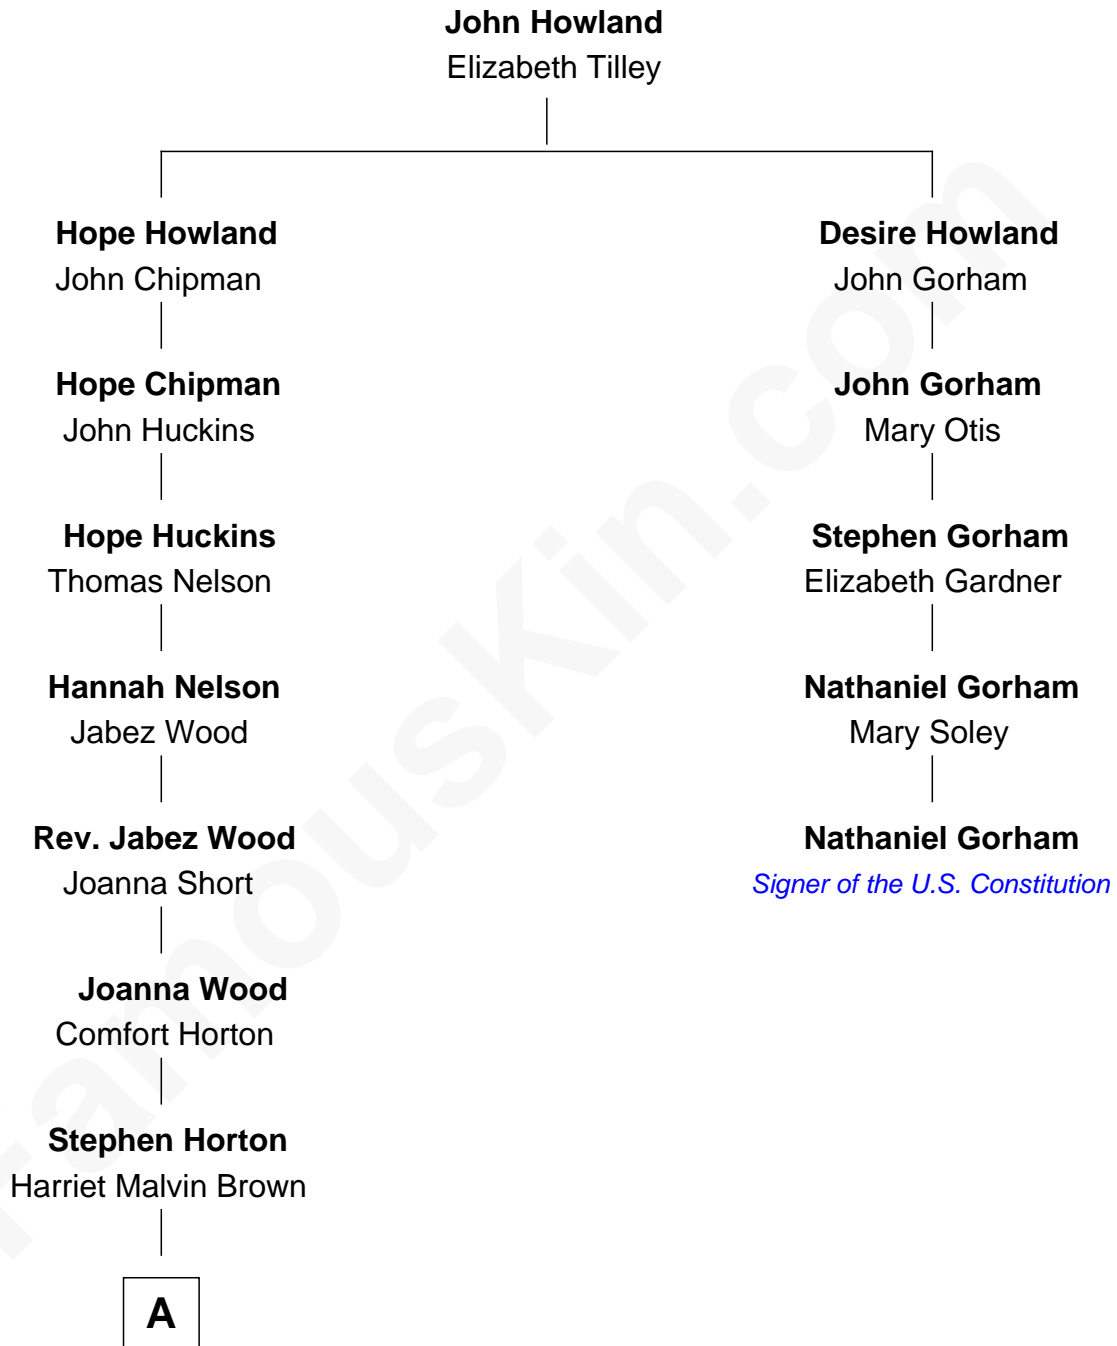 John Howland
Elizabeth Tilley
Hope Howland
John Chipman
Desire Howland
John Gorham
Hope Chipman
John Huckins
John Gorham
Mary Otis
Hope Huckins
Thomas Nelson
Stephen Gorham
Elizabeth Gardner
Hannah Nelson
Jabez Wood
Nathaniel Gorham
Mary Soley
Rev. Jabez Wood
Joanna Short
Nathaniel Gorham
Signer of the U.S. Constitution
Joanna Wood
Comfort Horton
Stephen Horton
Harriet Malvin Brown
A
FamousKin.com